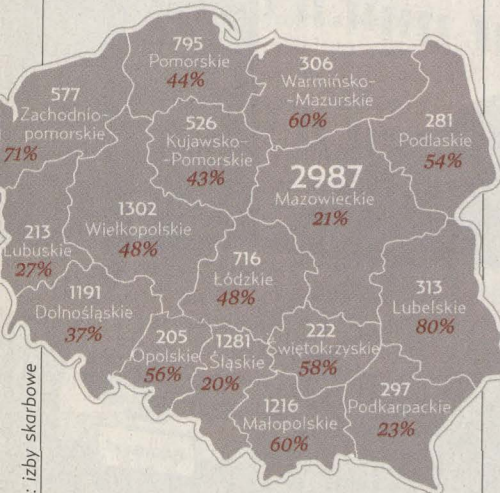 795
Pomorskie
44%
306
Warmińsko-
-Mazurskie
60%
577
Zachodnio-
pomorskie
71%
526
Kujawsko-
-Pomorskie
43%
281
Podlaskie
54%
2987
Mazowieckie
21%
1302
Wielkopolskie
48%
213
Lubuskie
27%
716
Łódzkie
48%
313
Lubelskie
80%
1191
Dolnośląskie
37%
205
Opolskie
56%
1281
Śląskie
20%
222
Świętokrzyskie
58%
1216
Małopolskie
60%
297
Podkarpackie
23%
: izby skarbowe